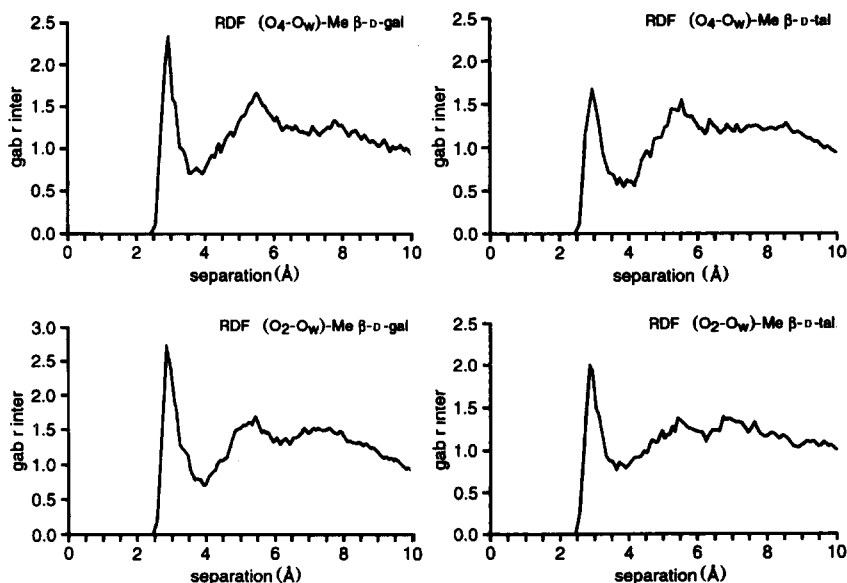 RDF (O4-Ow)-Me β-D-gal
gab r inter
2.5
2.0
1.5
1.0
0.5
0.0
0 2 4 6 8 10
separation (Å)
RDF (O4-Ow)-Me β-D-tal
gab r inter
2.5
2.0
1.5
1.0
0.5
0.0
0 2 4 6 8 10
separation (Å)
RDF (O2-Ow)-Me β-D-gal
gab r inter
3.0
2.5
2.0
1.5
1.0
0.5
0.0
0 2 4 6 8 10
separation (Å)
RDF (O2-Ow)-Me β-D-tal
gab r inter
2.5
2.0
1.5
1.0
0.5
0.0
0 2 4 6 8 10
separation (Å)